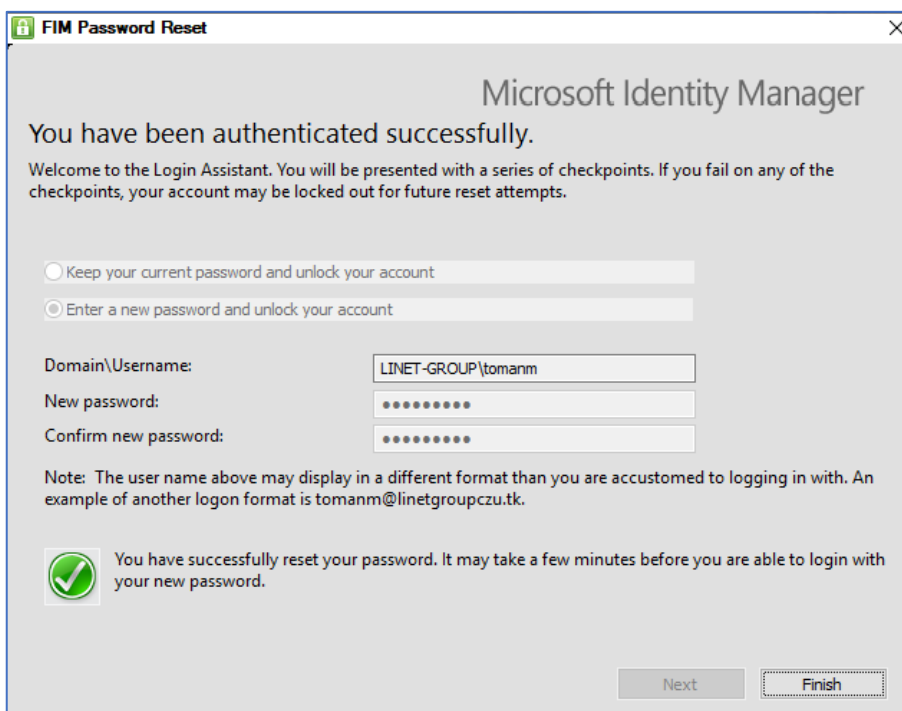 FIM Password Reset
Microsoft Identity Manager
You have been authenticated successfully.
Welcome to the Login Assistant. You will be presented with a series of checkpoints. If you fail on any of the
checkpoints, your account may be locked out for future reset attempts.
Keep your current password and unlock your account
Enter a new password and unlock your account
Domain\Username: LINET-GROUP\tomanm
New password: ●●●●●●●●●
Confirm new password: ●●●●●●●●●
Note: The user name above may display in a different format than you are accustomed to logging in with. An
example of another logon format is tomanm@linetgroupczu.tk.
You have successfully reset your password. It may take a few minutes before you are able to login with
your new password.
Next Finish